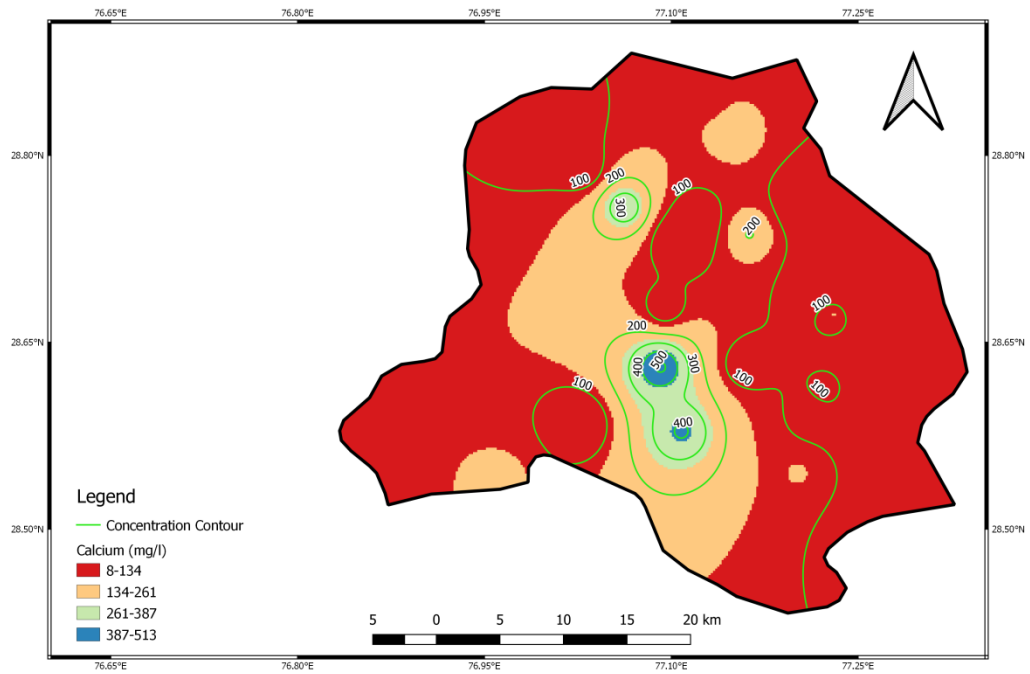 76.65°E 76.80°E 76.95°E 77.10°E 77.25°E
28.80°N 28.80°N
100 200 100
300
200
100
28.65°N 28.65°N
200
400 500 300
100 100 100
400
28.50°N 28.50°N
Legend
Concentration Contour
Calcium (mg/l)
8-134
134-261
261-387
387-513
5 0 5 10 15 20 km
76.65°E 76.80°E 76.95°E 77.10°E 77.25°E